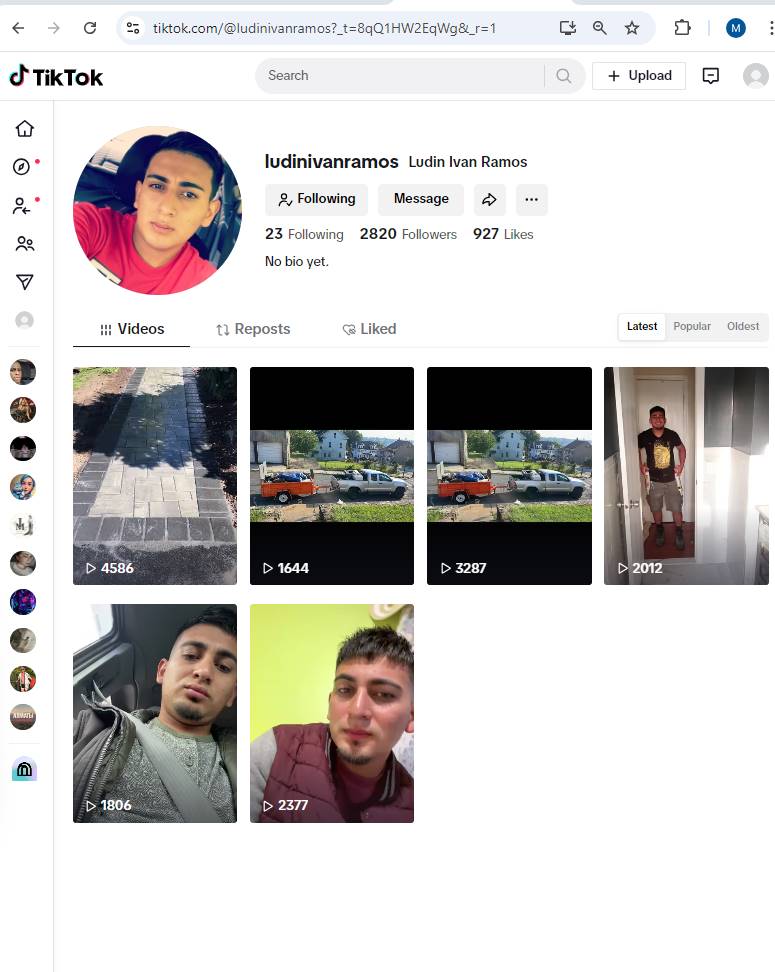 tiktok.com/@ludinivanramos?_t=8qQ1HW2EqWg&_r=1
M
TikTok
Search
Upload
ludinivanramos Ludin Ivan Ramos
Following Message
23 Following 2820 Followers 927 Likes
No bio yet.
Videos Reposts Liked
Latest Popular Oldest
4586 1644 3287 2012
1806 2377